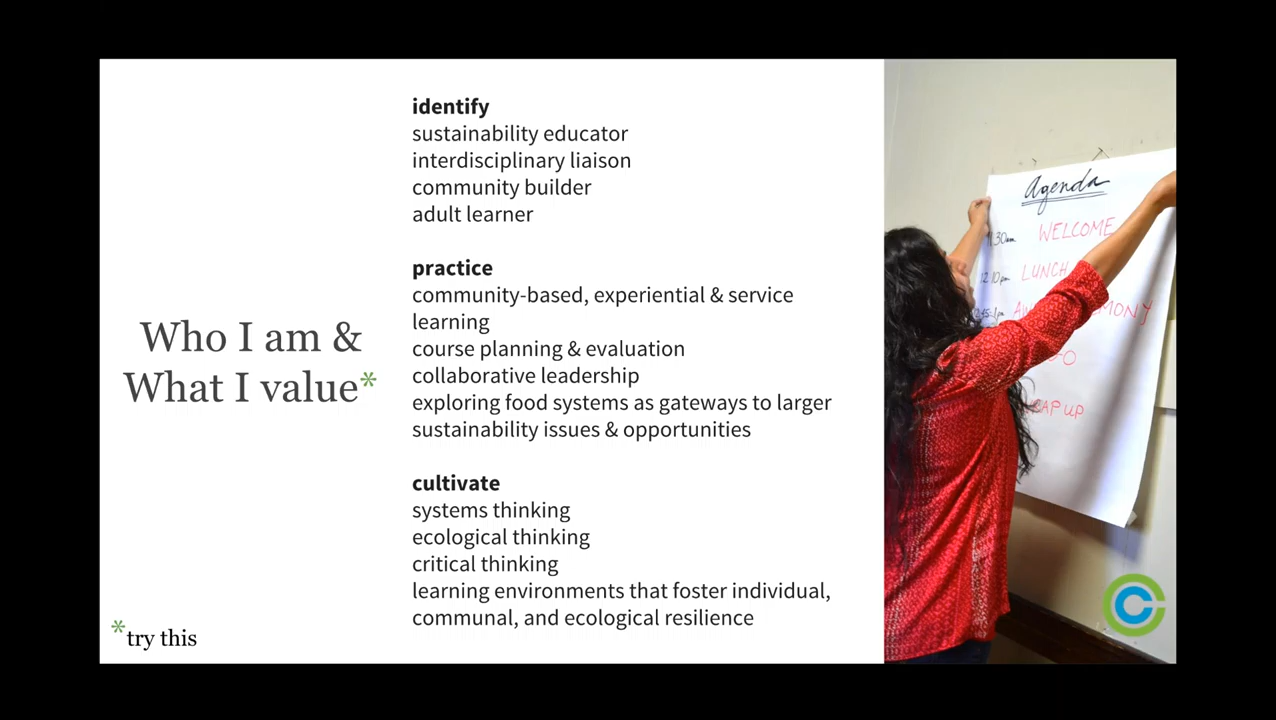 Who I am &
What I value*
*try this
identify
sustainability educator
interdisciplinary liaison
community builder
adult learner
practice
community-based, experiential & service
learning
course planning & evaluation
collaborative leadership
exploring food systems as gateways to larger
sustainability issues & opportunities
cultivate
systems thinking
ecological thinking
critical thinking
learning environments that foster individual,
communal, and ecological resilience
Agenda
WELCOME
12:10pm LUNCH